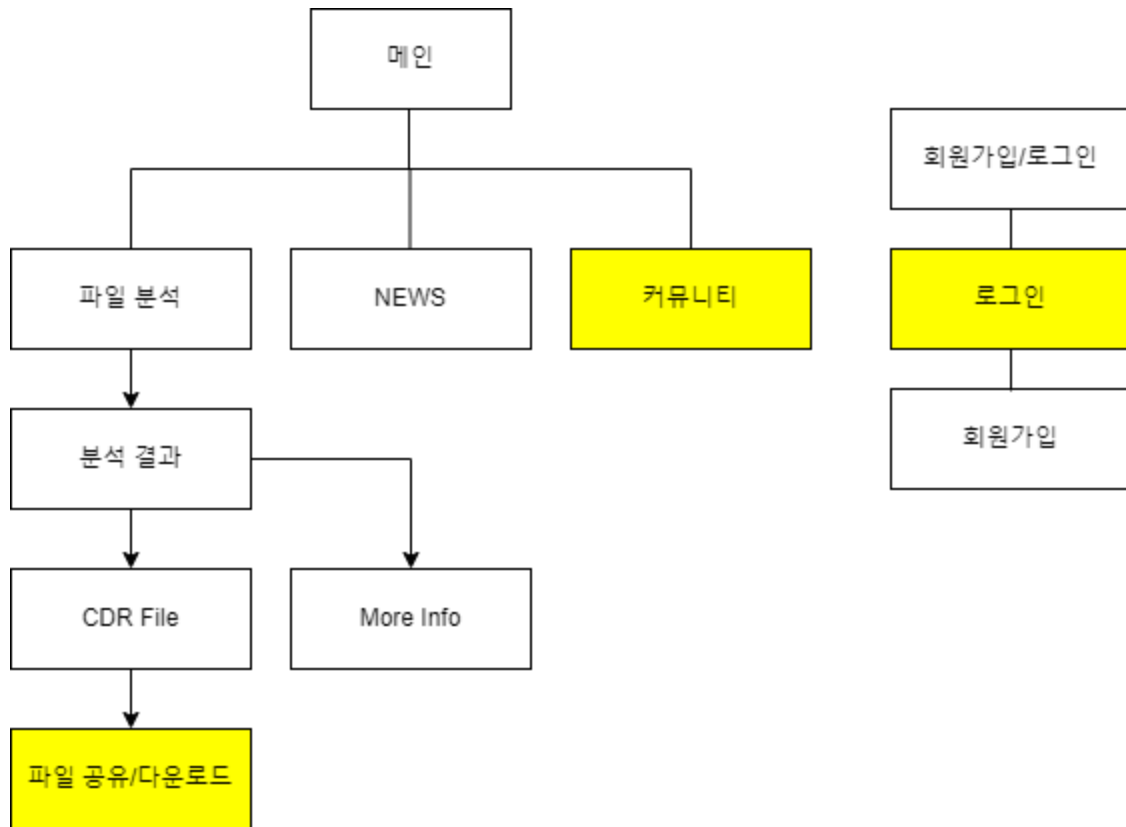 메인
회원가입/로그인
파일 분석
NEWS
커뮤니티
로그인
분석 결과
회원가입
CDR File
More Info
파일 공유/다운로드